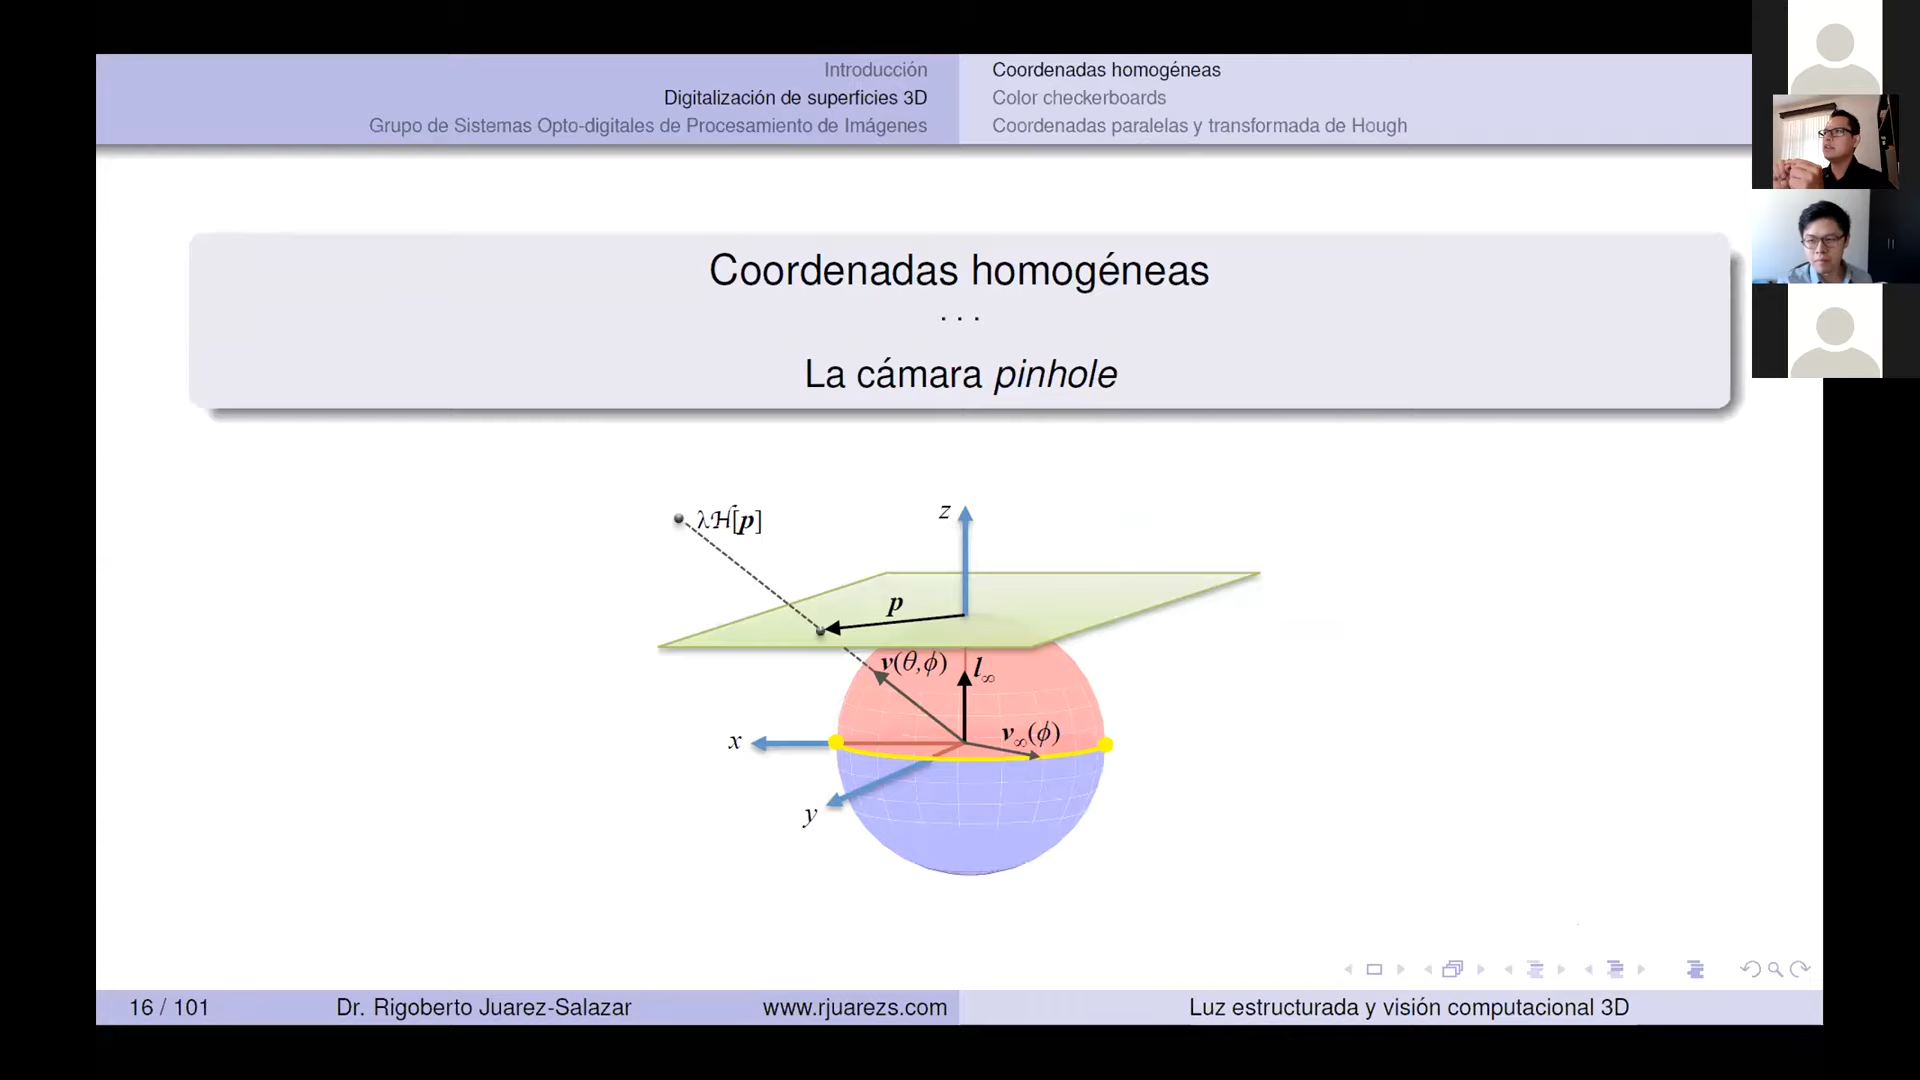 Introducción
Digitalización de superficies 3D
Grupo de Sistemas Opto-digitales de Procesamiento de Imágenes
Coordenadas homogéneas
Color checkerboards
Coordenadas paralelas y transformada de Hough
Coordenadas homogéneas
. . .
La cámara pinhole
λℋ[p]
z
p
v(θ,ϕ)
l∞
x
v∞(ϕ)
y
16 / 101
Dr. Rigoberto Juarez-Salazar
www.rjuarezs.com
Luz estructurada y visión computacional 3D